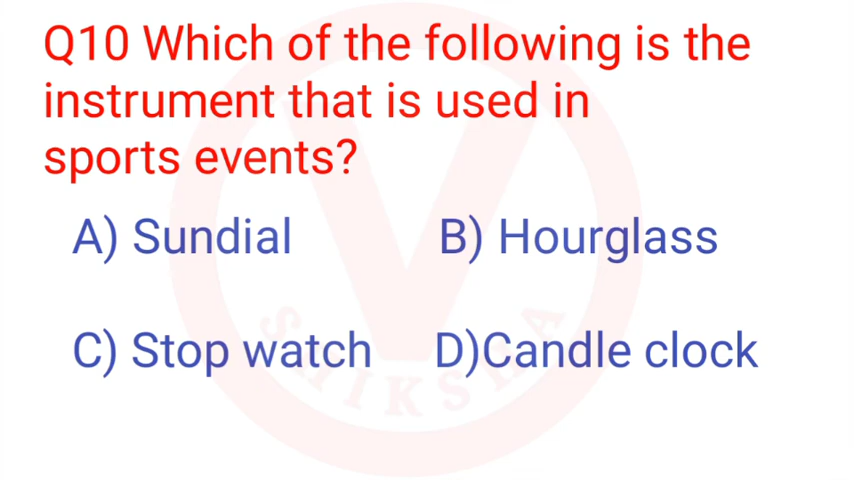 Q10 Which of the following is the
instrument that is used in
sports events?
A) Sundial B) Hourglass
C) Stop watch D)Candle clock
SHIKSHA